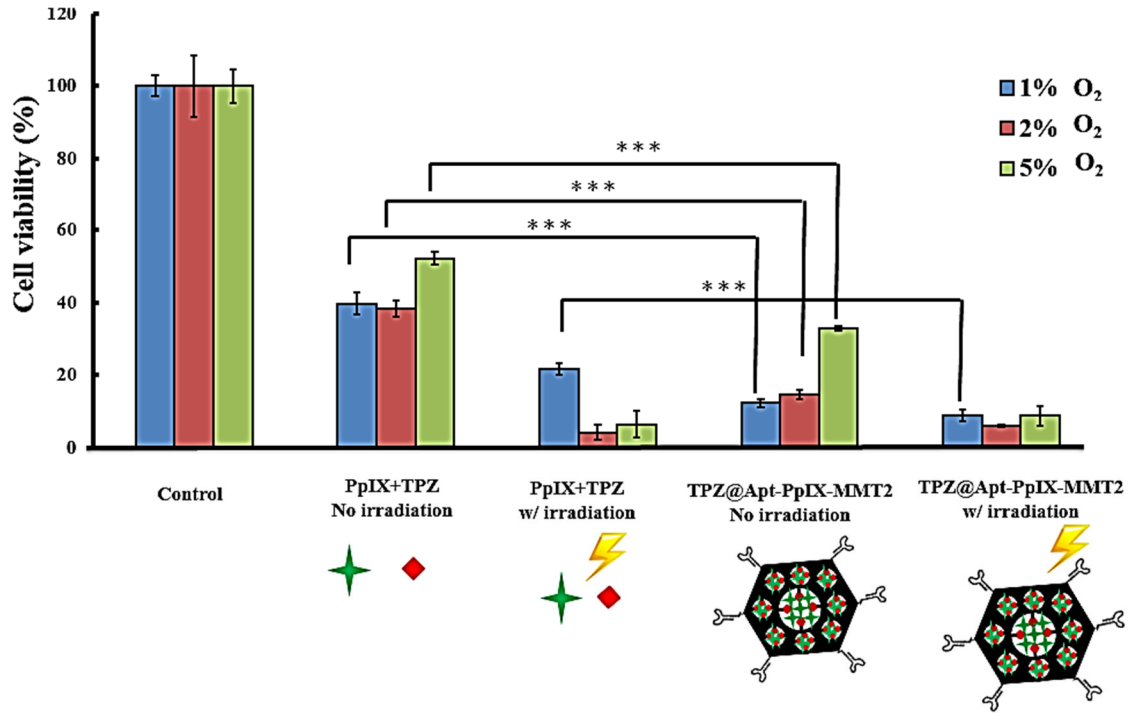 120
100
80
60
40
20
0
Cell viability (%)
1% O₂
2% O₂
5% O₂
***
***
***
***
Control
PpIX+TPZ
No irradiation
PpIX+TPZ
w/ irradiation
TPZ@Apt-PpIX-MMT2
No irradiation
TPZ@Apt-PpIX-MMT2
w/ irradiation